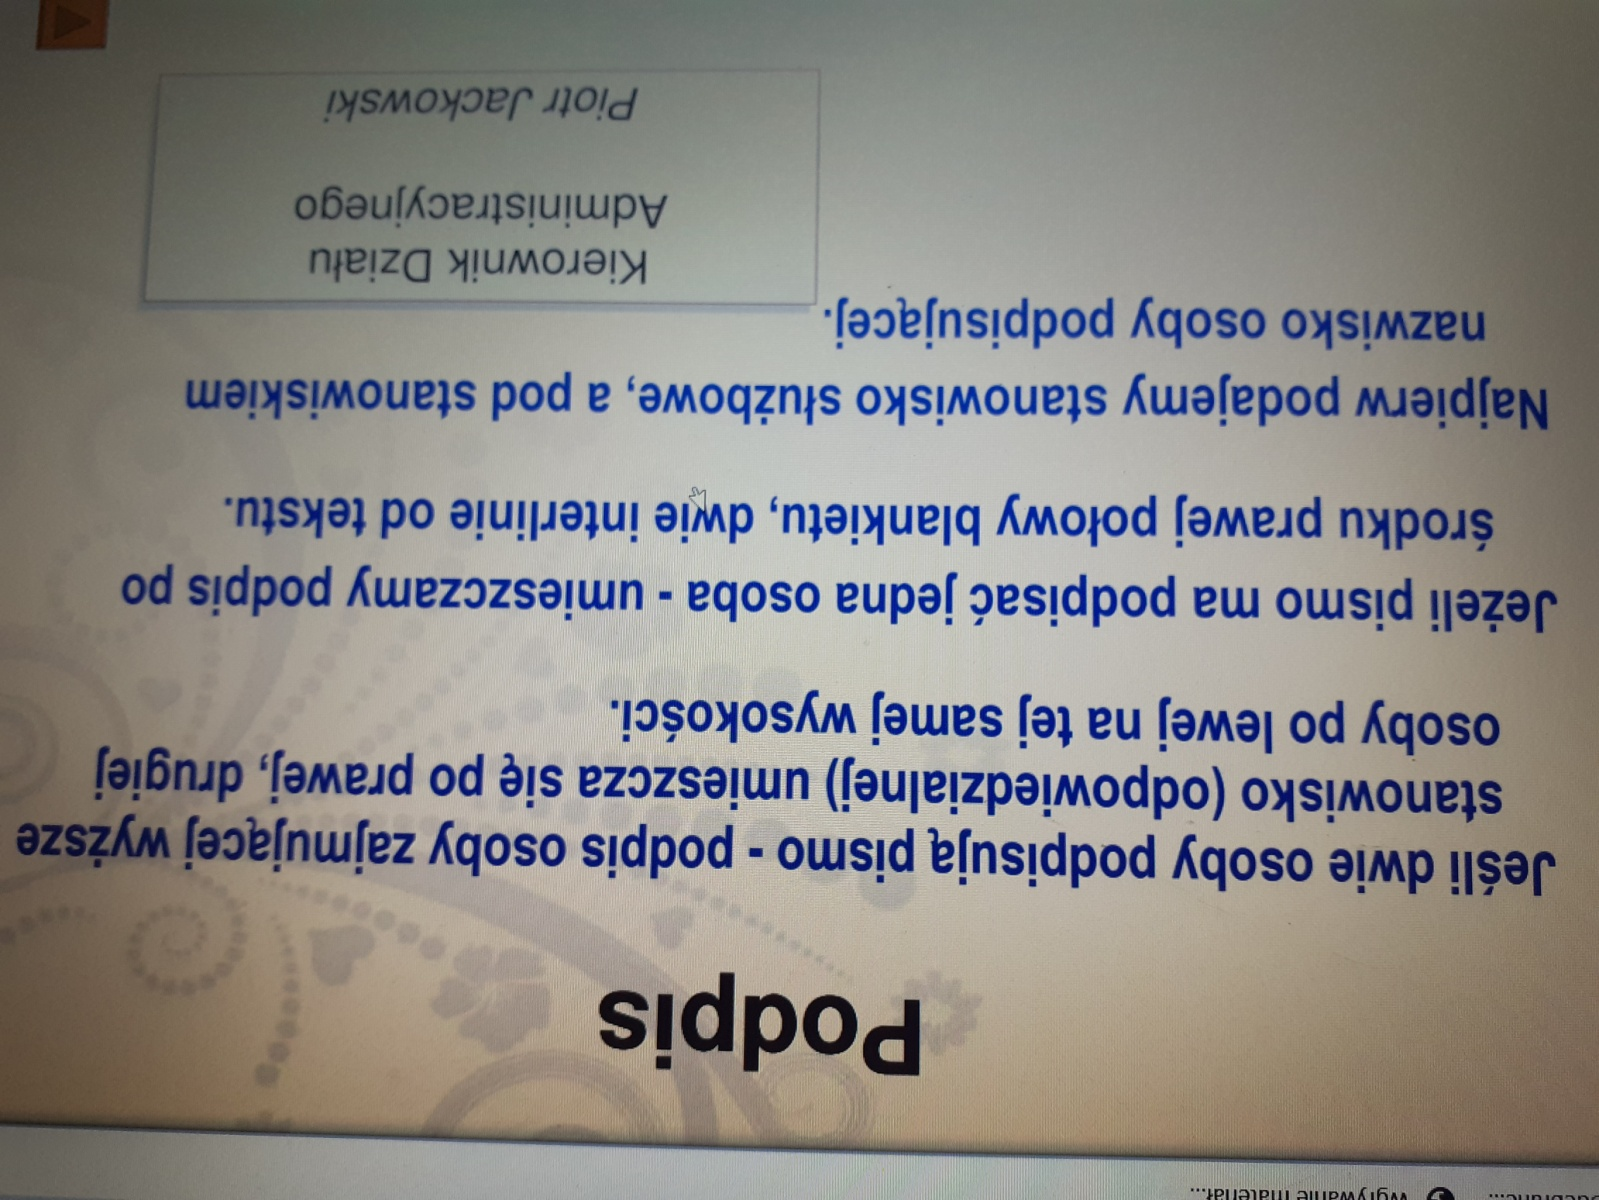 wgrywanie materiał...
Podpis
Jeśli dwie osoby podpisują pismo - podpis osoby zajmującej wyższe
stanowisko (odpowiedzialnej) umieszcza się po prawej, drugiej
osoby po lewej na tej samej wysokości.
Jeżeli pismo ma podpisać jedna osoba - umieszczamy podpis po
środku prawej połowy blankietu, dwie interlinie od tekstu.
Najpierw podajemy stanowisko służbowe, a pod stanowiskiem
nazwisko osoby podpisującej.
Kierownik Działu
Administracyjnego
Piotr Jackowski